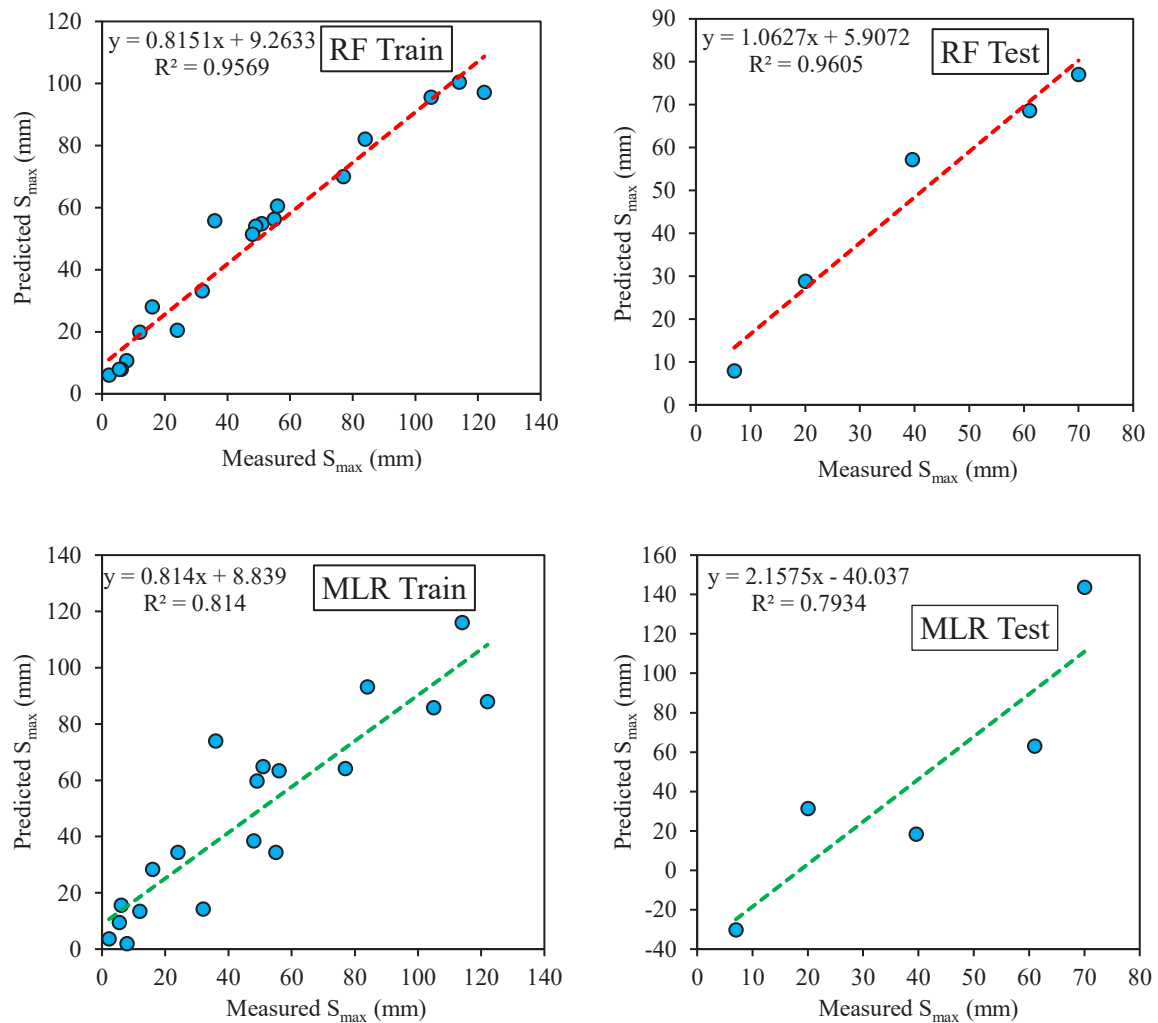 120
100
80
60
40
20
0
Predicted Smax (mm)
y = 0.8151x + 9.2633
R² = 0.9569
RF Train
0 20 40 60 80 100 120 140
Measured Smax (mm)
90
80
70
60
50
40
30
20
10
0
Predicted Smax (mm)
y = 1.0627x + 5.9072
R² = 0.9605
RF Test
0 10 20 30 40 50 60 70 80
Measured Smax (mm)
140
120
100
80
60
40
20
0
Predicted Smax (mm)
y = 0.814x + 8.839
R² = 0.814
MLR Train
0 20 40 60 80 100 120 140
Measured Smax (mm)
160
140
120
100
80
60
40
20
0
-20
-40
Predicted Smax (mm)
y = 2.1575x - 40.037
R² = 0.7934
MLR Test
0 10 20 30 40 50 60 70 80
Measured Smax (mm)